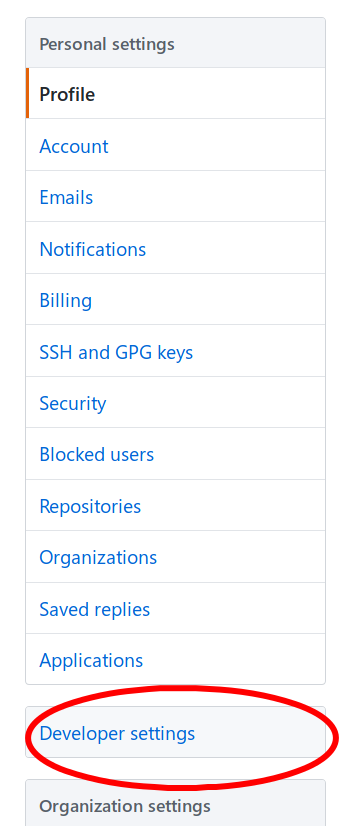 Personal settings
Profile
Account
Emails
Notifications
Billing
SSH and GPG keys
Security
Blocked users
Repositories
Organizations
Saved replies
Applications
Developer settings
Organization settings